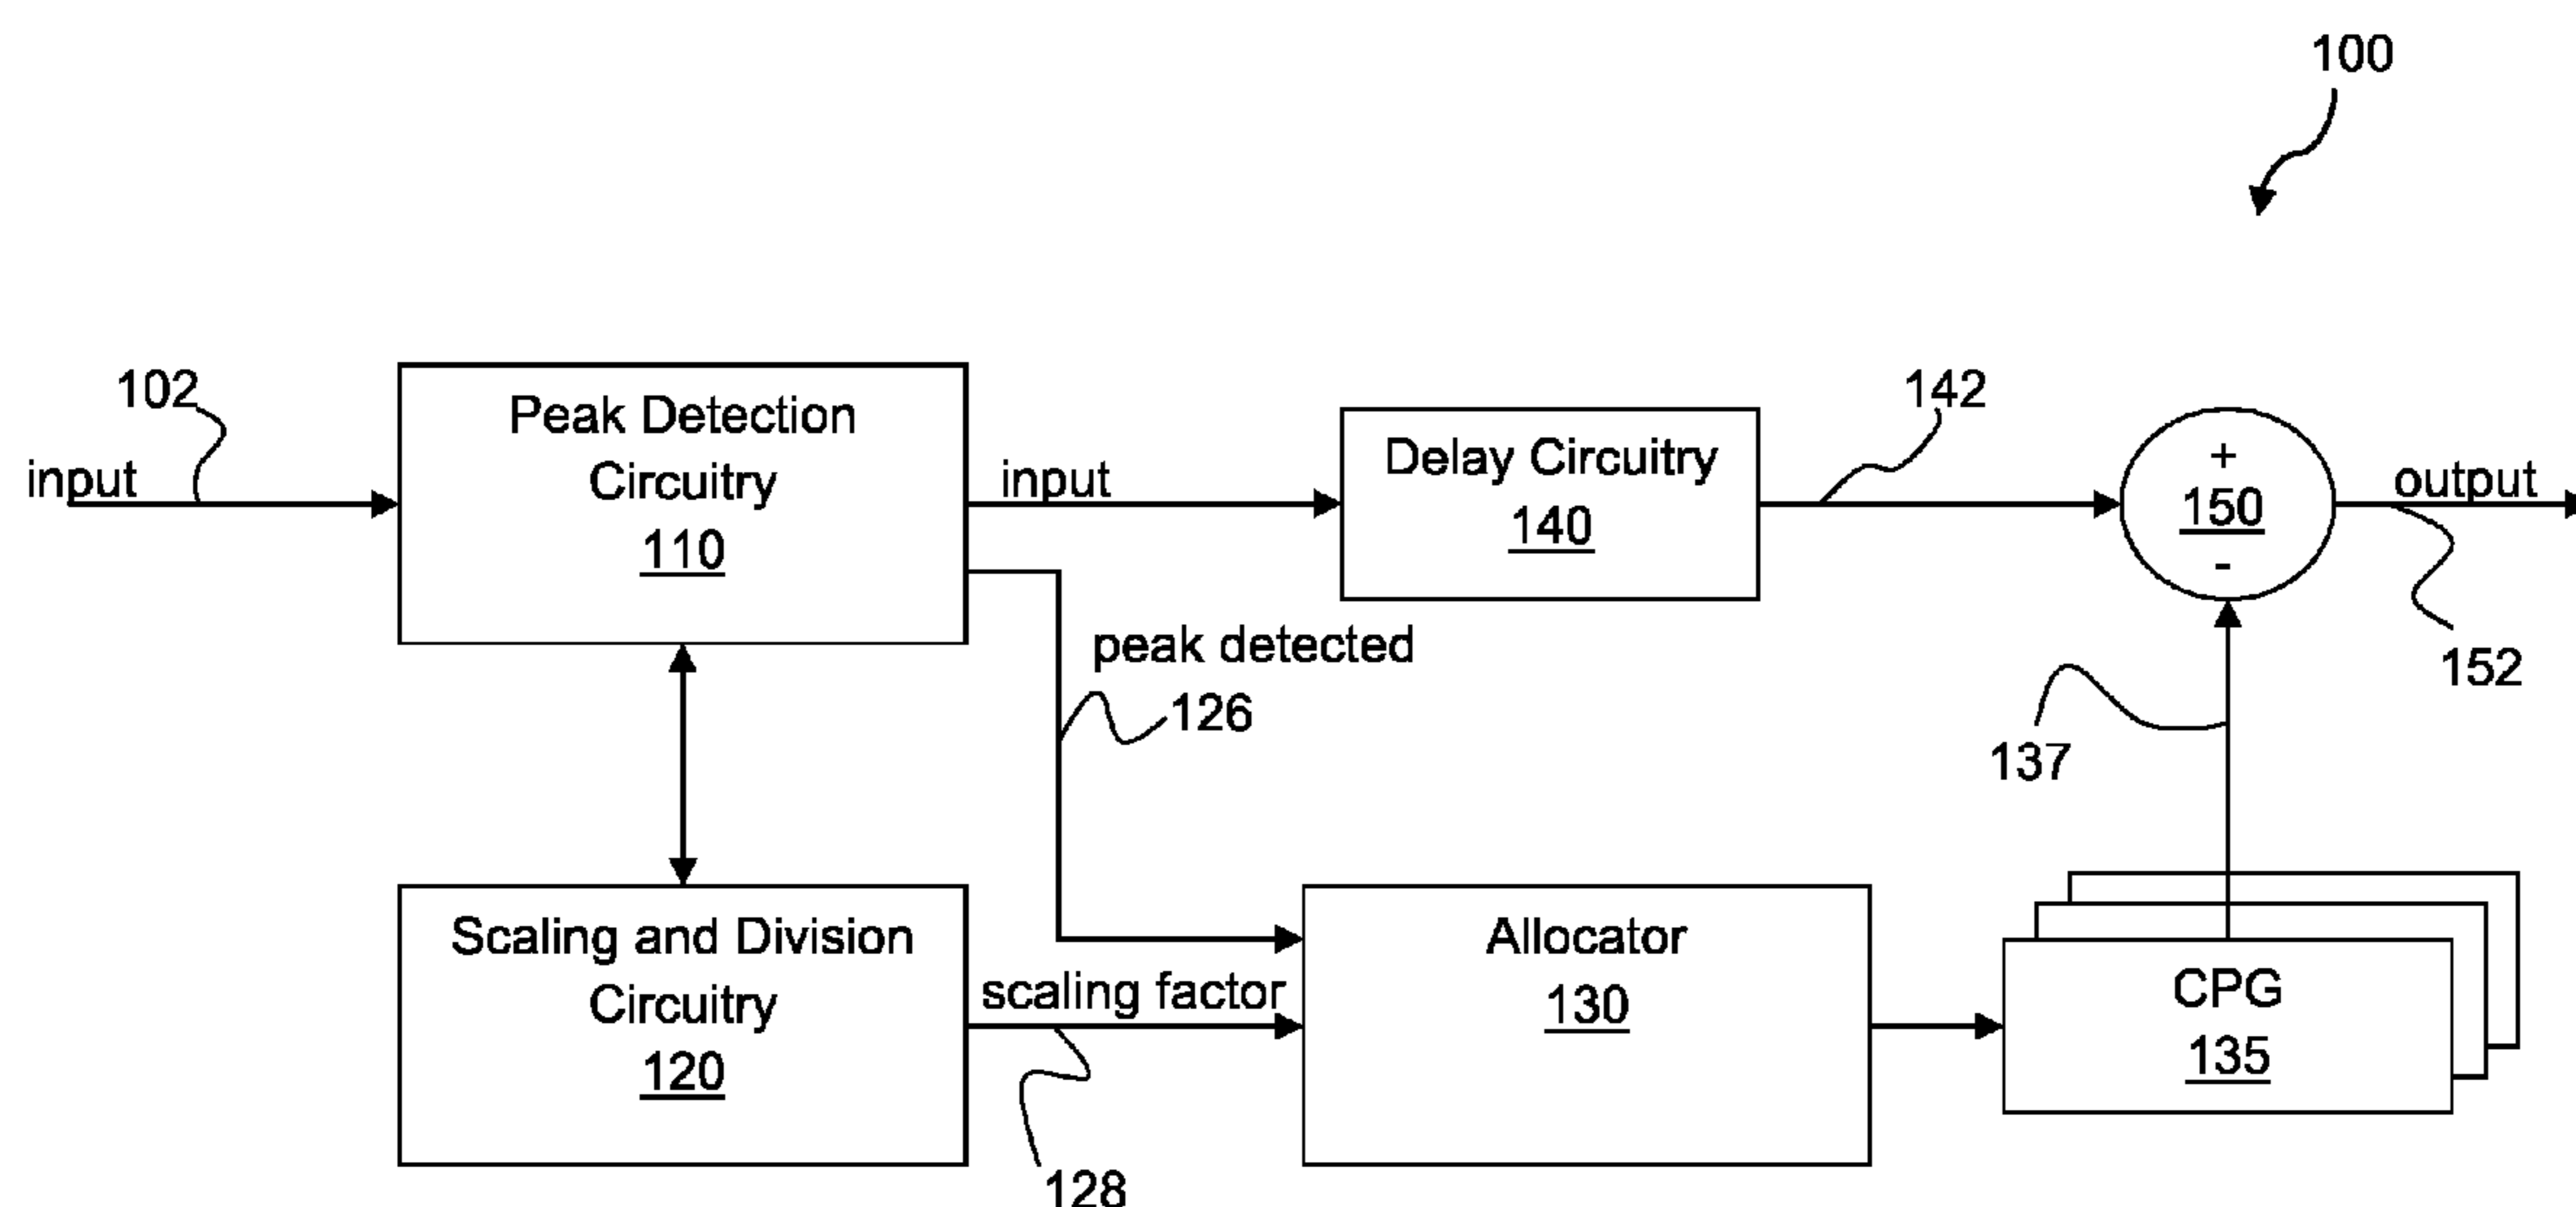 100
102
input
Peak Detection
Circuitry
110
input
Delay Circuitry
140
142
+
150
-
output
152
peak detected
126
137
Scaling and Division
Circuitry
120
scaling factor
128
Allocator
130
CPG
135